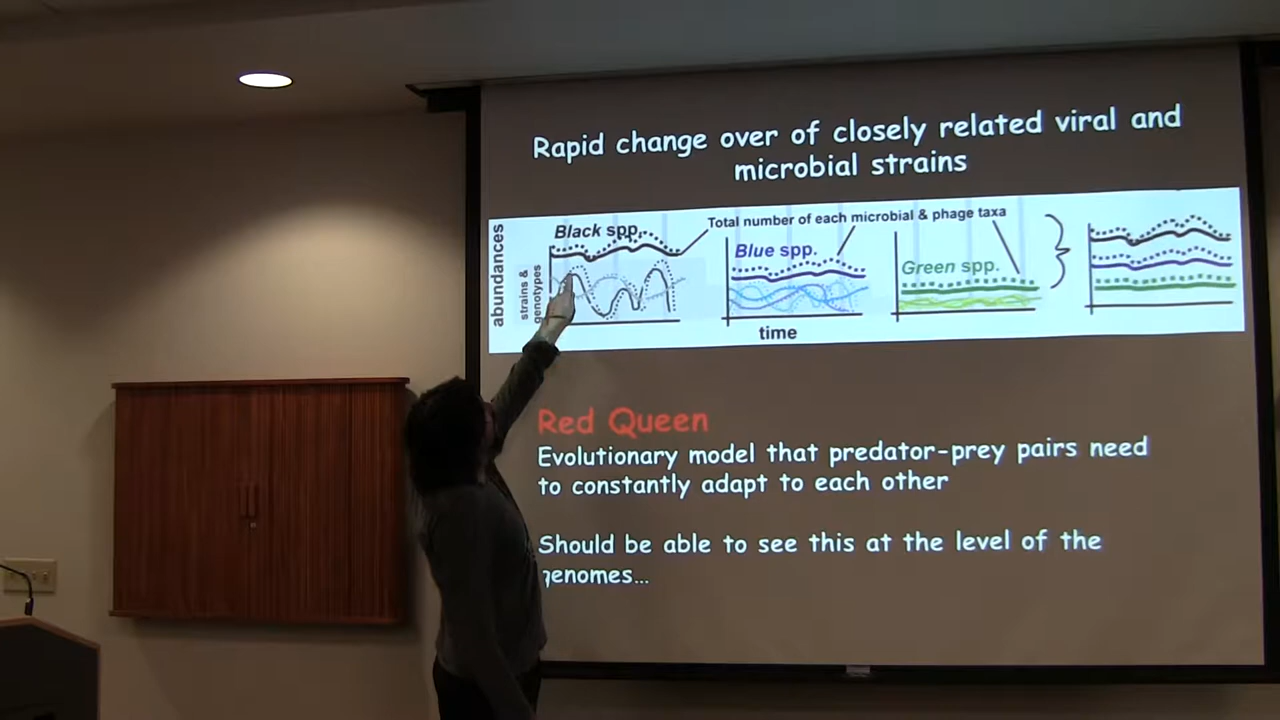 Rapid change over of closely related viral and
microbial strains
abundances
strains &
genotypes
Black spp.
Total number of each microbial & phage taxa
Blue spp.
Green spp.
time
Red Queen
Evolutionary model that predator-prey pairs need
to constantly adapt to each other
Should be able to see this at the level of the
genomes...